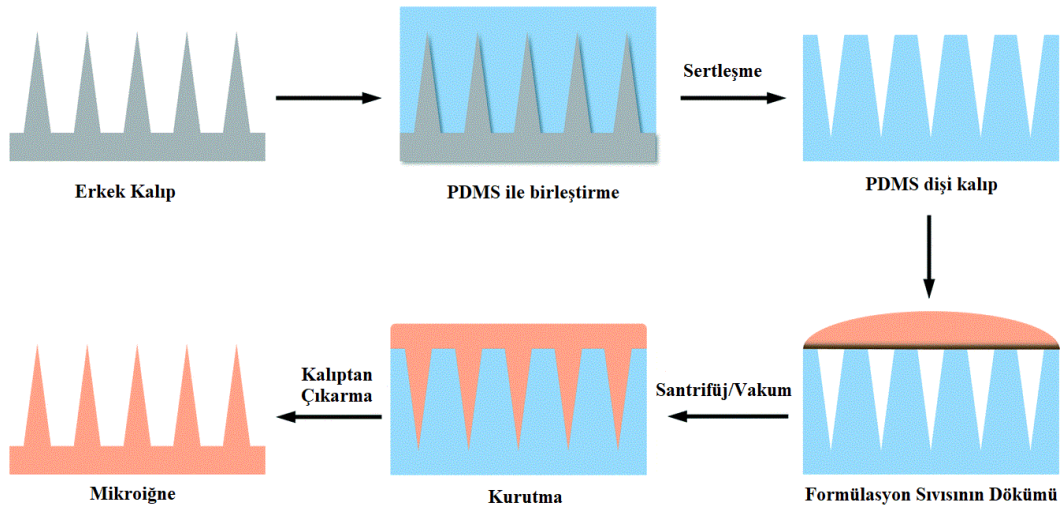 Erkek Kalıp
PDMS ile birleştirme
Sertleşme
PDMS dişi kalıp
Formülasyon Sıvısının Dökümü
Santrifüj/Vakum
Kurutma
Kalıptan
Çıkarma
Mikroiğne